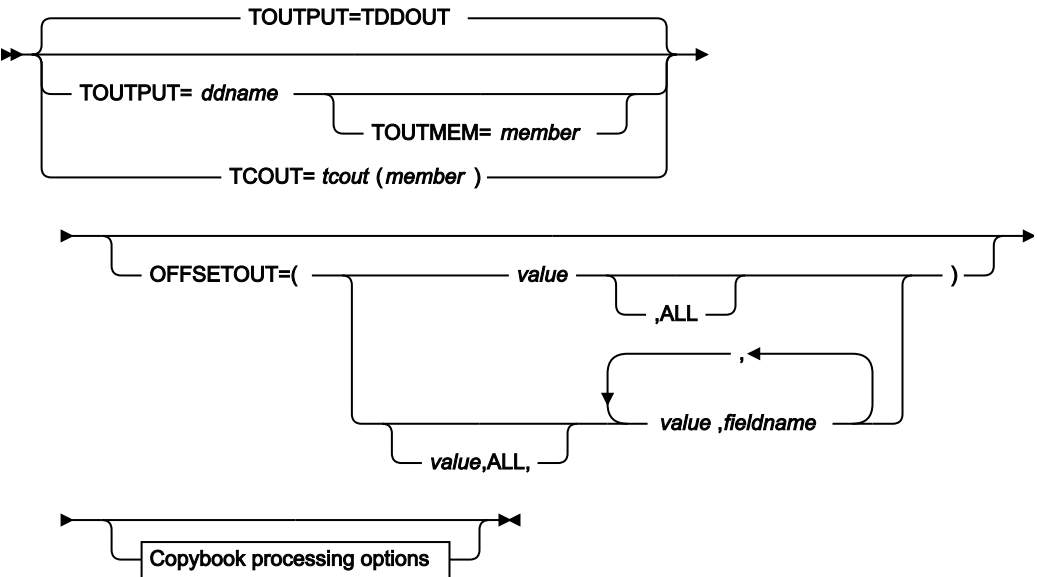 TOUTPUT=TDDOUT
TOUTPUT= ddname
TOUTMEM= member
TCOUT= tcout (member )
OFFSETOUT=( value )
,ALL
,
value ,fieldname
value,ALL,
Copybook processing options